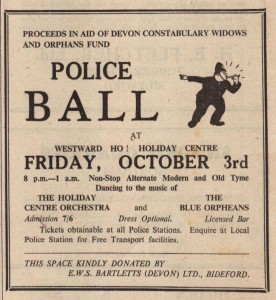 PROCEEDS IN AID OF DEVON CONSTABULARY WIDOWS
AND ORPHANS FUND
POLICE
BALL
AT
WESTWARD HO! HOLIDAY CENTRE
FRIDAY, OCTOBER 3rd
8 p.m.—1 a.m. Non-Stop Alternate Modern and Old Tyme
Dancing to the music of
THE HOLIDAY
CENTRE ORCHESTRA and
THE
BLUE ORPHEANS
Admission 7/6 Dress Optional. Licensed Bar
Tickets obtainable at all Police Stations. Enquire at Local
Police Station for Free Transport facilities.
THIS SPACE KINDLY DONATED BY
E.W.S. BARTLETTS (DEVON) LTD., BIDEFORD.